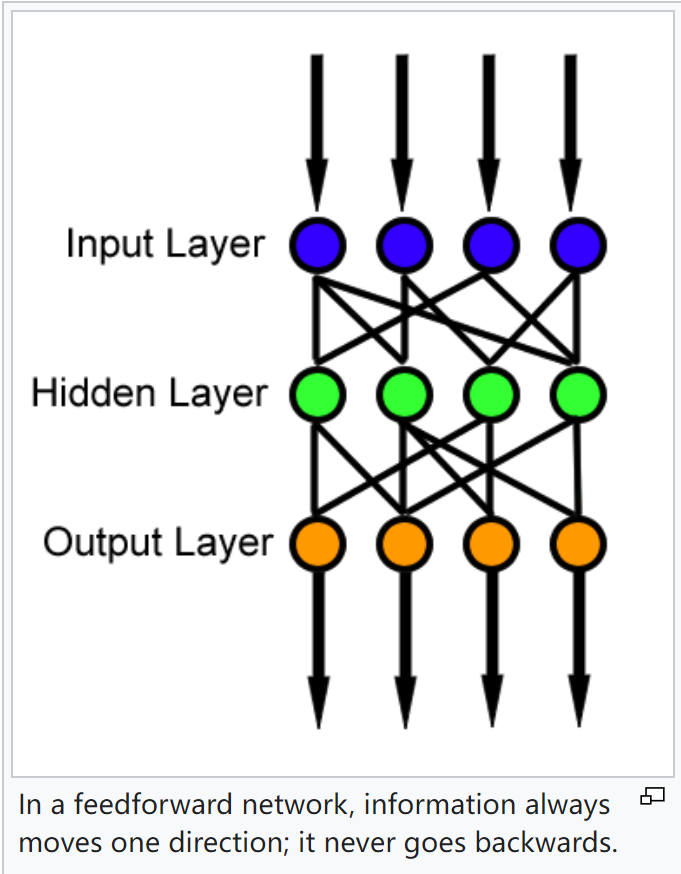 Input Layer
Hidden Layer
Output Layer
In a feedforward network, information always
moves one direction; it never goes backwards.